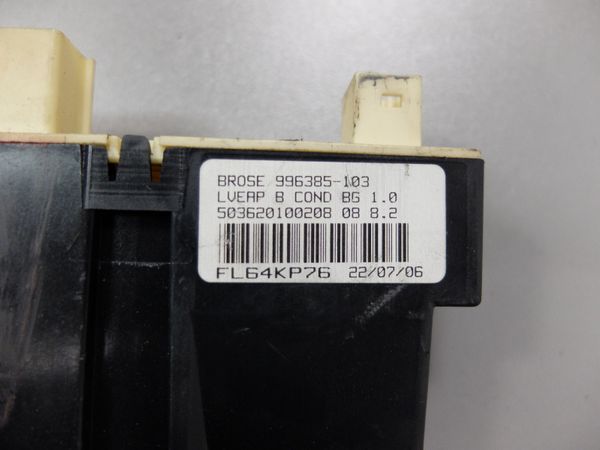 BROSE 996385-103
LVEAP B COND BG 1.0
503620100208 08 8.2
FL64KP76 22/07/06